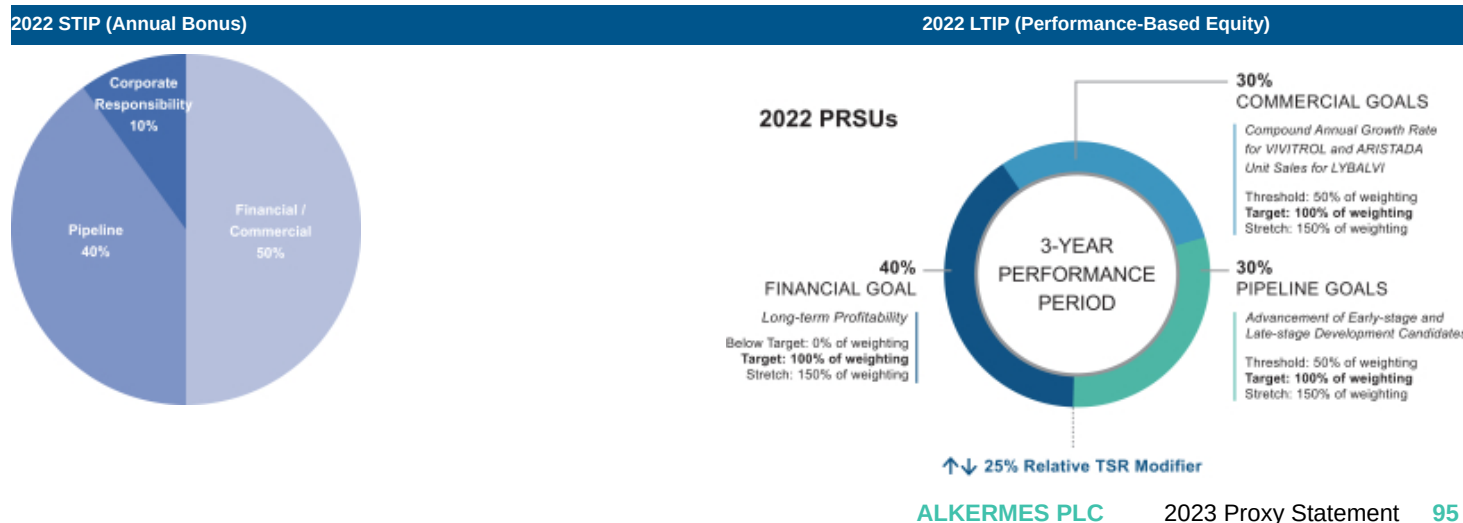 2022 STIP (Annual Bonus)
2022 LTIP (Performance-Based Equity)
Corporate
Responsibility
10%
Pipeline
40%
Financial /
Commercial
50%
2022 PRSUs
30%
COMMERCIAL GOALS
Compound Annual Growth Rate
for VIVITROL and ARISTADA
Unit Sales for LYBALVI
Threshold: 50% of weighting
Target: 100% of weighting
Stretch: 150% of weighting
3-YEAR
PERFORMANCE
PERIOD
40%
FINANCIAL GOAL
Long-term Profitability
Below Target: 0% of weighting
Target: 100% of weighting
Stretch: 150% of weighting
30%
PIPELINE GOALS
Advancement of Early-stage and
Late-stage Development Candidates
Threshold: 50% of weighting
Target: 100% of weighting
Stretch: 150% of weighting
↑↓ 25% Relative TSR Modifier
ALKERMES PLC 2023 Proxy Statement 95